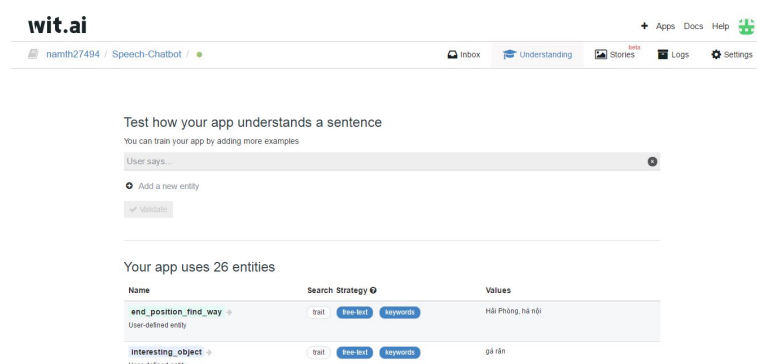 wit.ai
Apps Docs Help
namth27494 / Speech-Chatbot /
Inbox Understanding Stories beta Logs Settings
Test how your app understands a sentence
You can train your app by adding more examples
User says...
Add a new entity
Validate
Your app uses 26 entities
Name Search Strategy Values
end_position_find_way trait free-text keywords Hải Phòng, hà nội
User-defined entity
interesting_object trait free-text keywords gà rán
User-defined entity